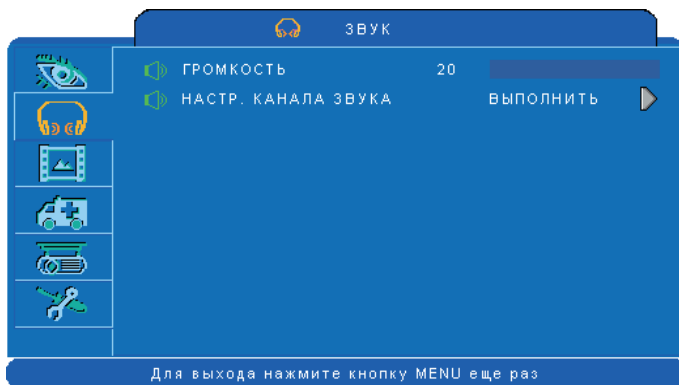 ЗВУК
ГРОМКОСТЬ 20
НАСТР. КАНАЛА ЗВУКА ВЫПОЛНИТЬ
Для выхода нажмите кнопку MENU еще раз